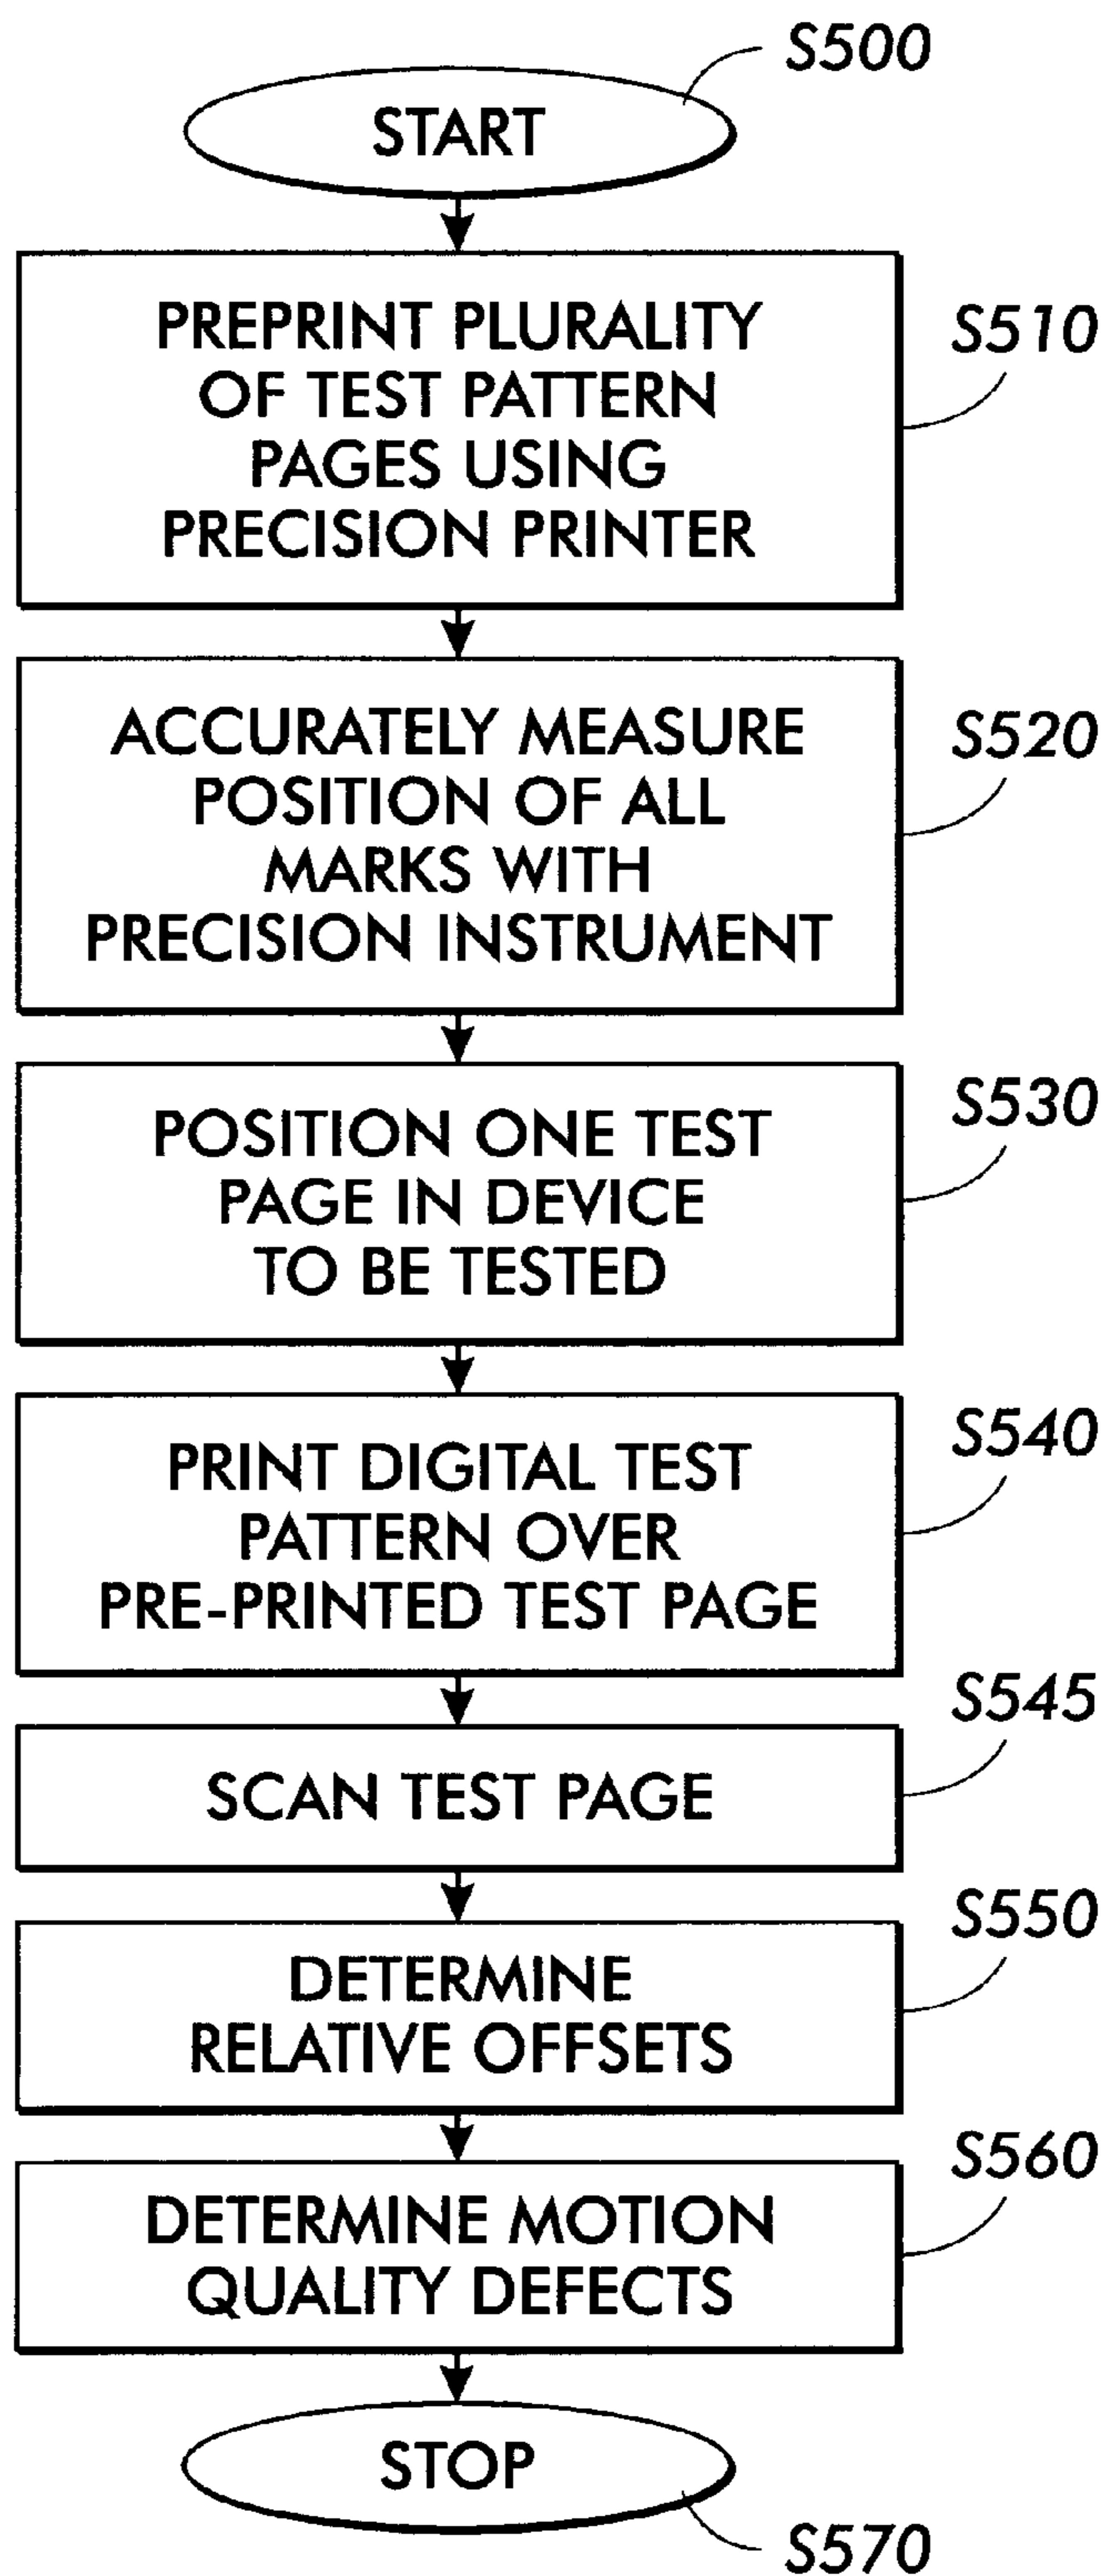 S500
START
PREPRINT PLURALITY
OF TEST PATTERN
PAGES USING
PRECISION PRINTER
S510
ACCURATELY MEASURE
POSITION OF ALL
MARKS WITH
PRECISION INSTRUMENT
S520
POSITION ONE TEST
PAGE IN DEVICE
TO BE TESTED
S530
PRINT DIGITAL TEST
PATTERN OVER
PRE-PRINTED TEST PAGE
S540
SCAN TEST PAGE
S545
DETERMINE
RELATIVE OFFSETS
S550
DETERMINE MOTION
QUALITY DEFECTS
S560
STOP
S570